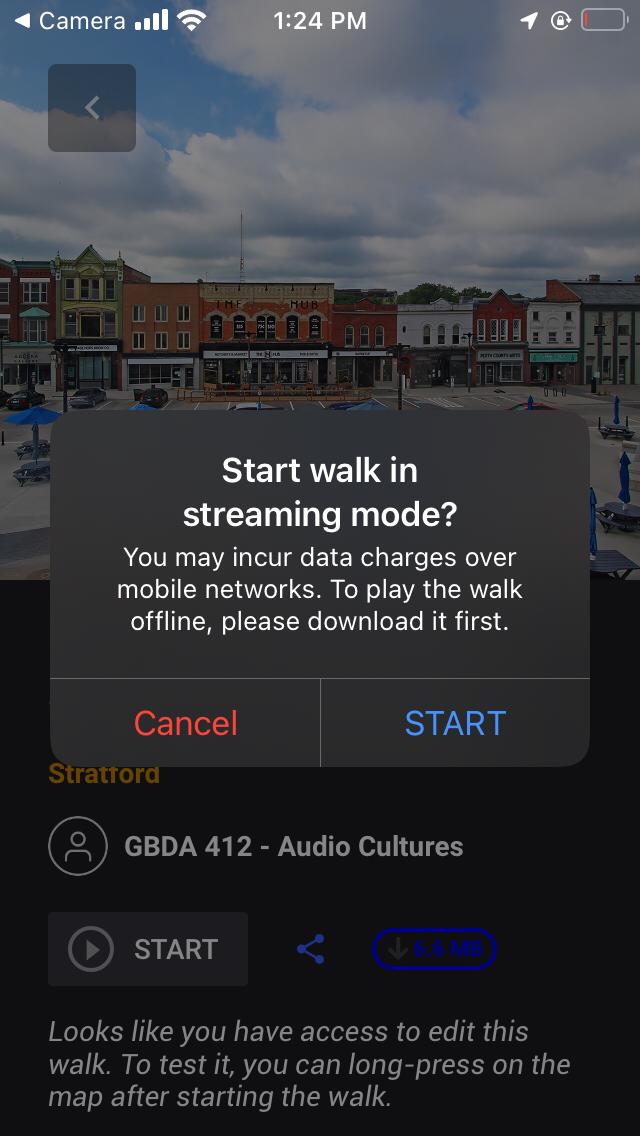 Camera
1:24 PM
THE HUB
Start walk in
streaming mode?
You may incur data charges over
mobile networks. To play the walk
offline, please download it first.
Cancel
START
Stratford
GBDA 412 - Audio Cultures
START
6.6 MB
Looks like you have access to edit this
walk. To test it, you can long-press on the
map after starting the walk.